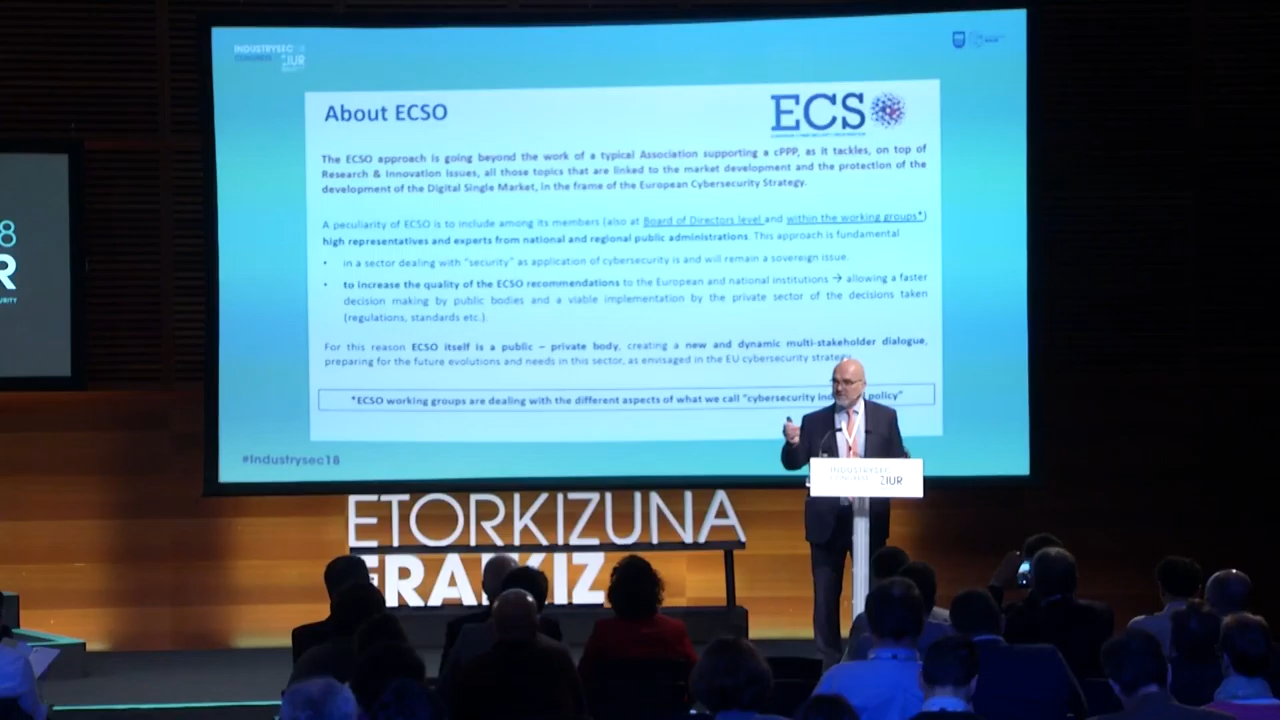 INDUSTRYSEC18
CONGRESS ZIUR
About ECSO
ECS
The ECSO approach is going beyond the work of a typical Association supporting a cPPP, as it tackles, on top of
Research & Innovation issues, all those topics that are linked to the market development and the protection of the
development of the Digital Single Market, in the frame of the European Cybersecurity Strategy.
A peculiarity of ECSO is to include among its members (also at Board of Directors level and within the working groups*)
high representatives and experts from national and regional public administrations. This approach is fundamental
• in a sector dealing with "security" as application of cybersecurity is and will remain a sovereign issue.
• to increase the quality of the ECSO recommendations to the European and national institutions → allowing a faster
decision making by public bodies and a viable implementation by the private sector of the decisions taken
(regulations, standards etc.).
For this reason ECSO itself is a public – private body, creating a new and dynamic multi-stakeholder dialogue,
preparing for the future evolutions and needs in this sector, as envisaged in the EU cybersecurity strategy
*ECSO working groups are dealing with the different aspects of what we call "cybersecurity policy"
#Industrysec18
8
R
URITY
INDUSTRYSEC
CONGRESS ZIUR
ETORKIZUNA
ERAIKIZ